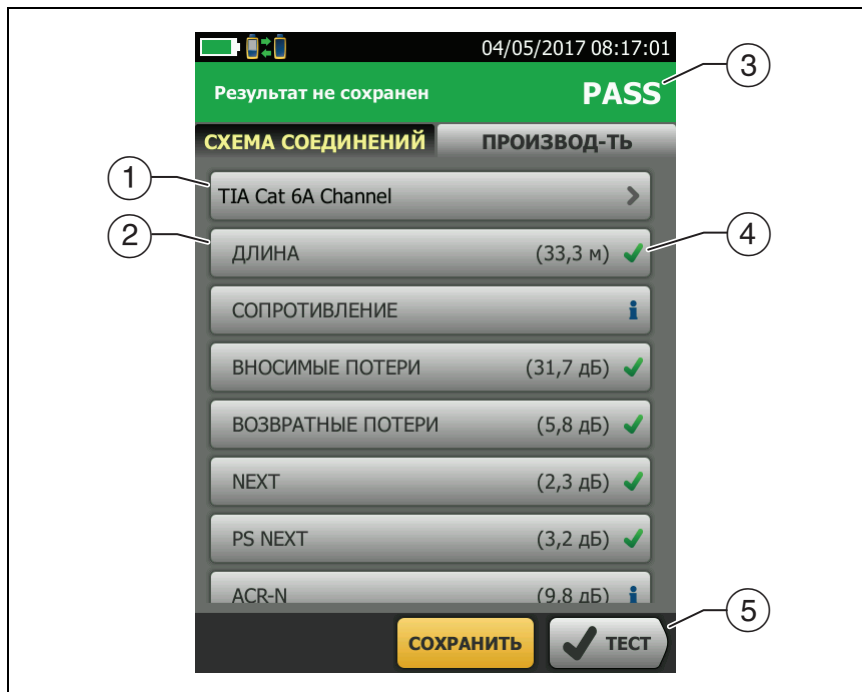 04/05/2017 08:17:01
Результат не сохранен PASS
3
СХЕМА СОЕДИНЕНИЙ ПРОИЗВОД-ТЬ
1
TIA Cat 6A Channel
2
ДЛИНА (33,3 м)
4
СОПРОТИВЛЕНИЕ i
ВНОСИМЫЕ ПОТЕРИ (31,7 дБ)
ВОЗВРАТНЫЕ ПОТЕРИ (5,8 дБ)
NEXT (2,3 дБ)
PS NEXT (3,2 дБ)
ACR-N (9,8 дБ) i
5
СОХРАНИТЬ ТЕСТ